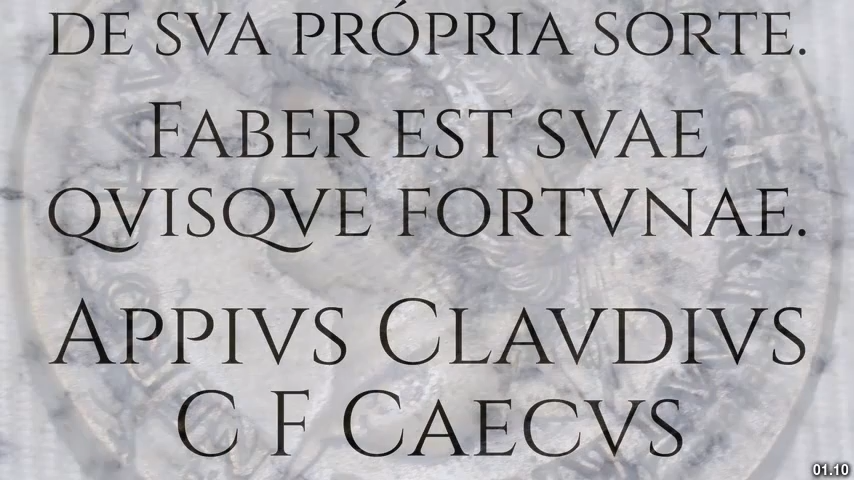 DE SVA PRÓPRIA SORTE.
FABER EST SVAE
QVISQVE FORTVNAE.
APPIVS CLAVDIVS
C F CAECVS
01.10